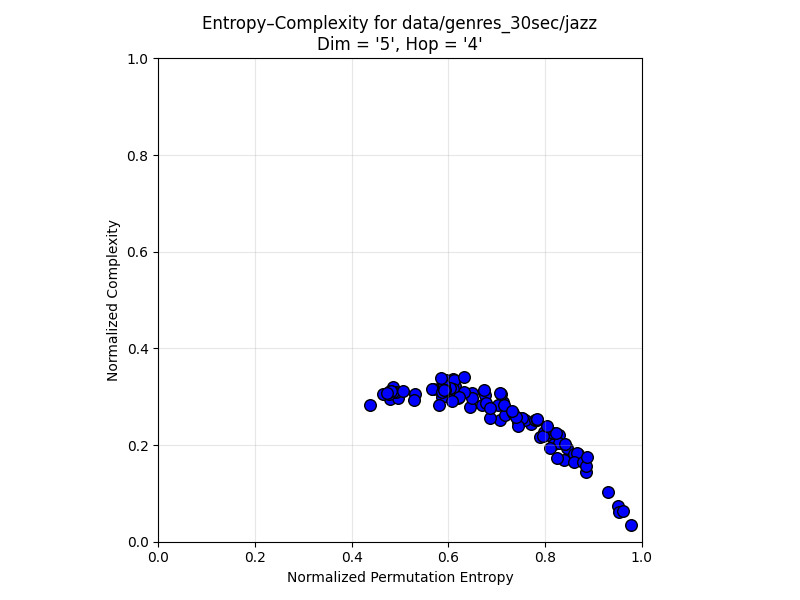 Entropy–Complexity for data/genres_30sec/jazz
Dim = '5', Hop = '4'
1.0
0.8
0.6
0.4
0.2
0.0
Normalized Complexity
0.0 0.2 0.4 0.6 0.8 1.0
Normalized Permutation Entropy